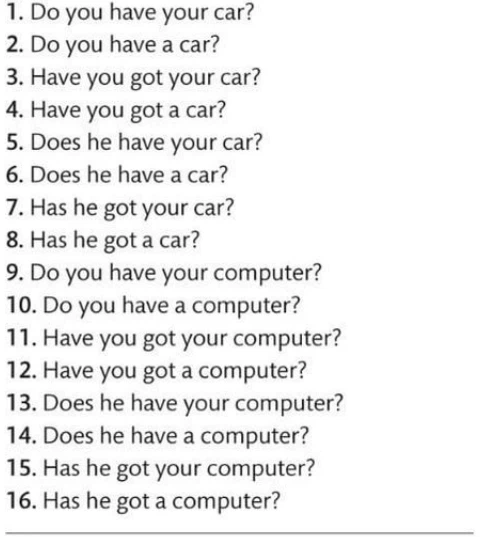 1. Do you have your car?
2. Do you have a car?
3. Have you got your car?
4. Have you got a car?
5. Does he have your car?
6. Does he have a car?
7. Has he got your car?
8. Has he got a car?
9. Do you have your computer?
10. Do you have a computer?
11. Have you got your computer?
12. Have you got a computer?
13. Does he have your computer?
14. Does he have a computer?
15. Has he got your computer?
16. Has he got a computer?